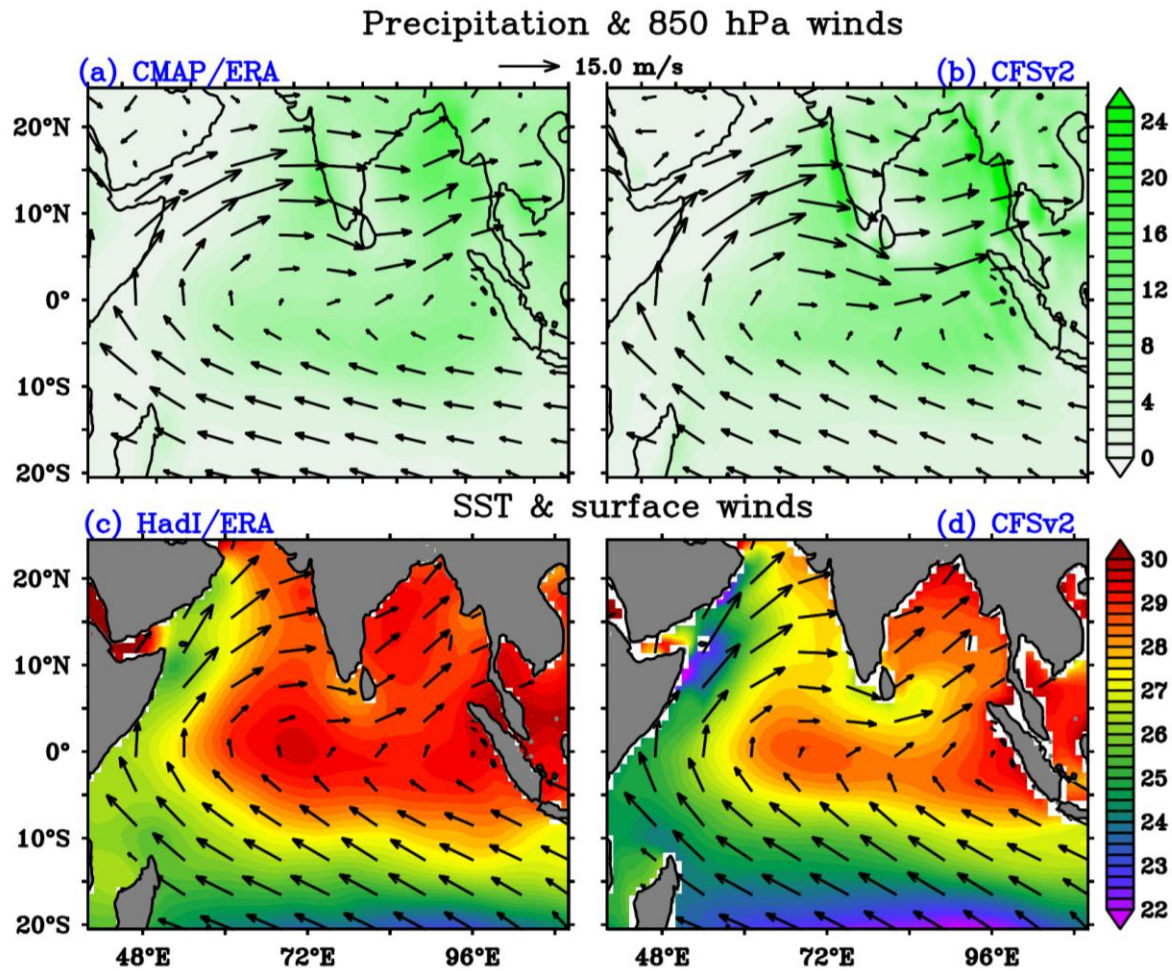 Precipitation & 850 hPa winds
(a) CMAP/ERA
15.0 m/s
(b) CFSv2
20°N
10°N
0°
10°S
20°S
24
20
16
12
8
4
0
SST & surface winds
(c) HadI/ERA
(d) CFSv2
20°N
10°N
0°
10°S
20°S
30
29
28
27
26
25
24
23
22
48°E
72°E
96°E
48°E
72°E
96°E